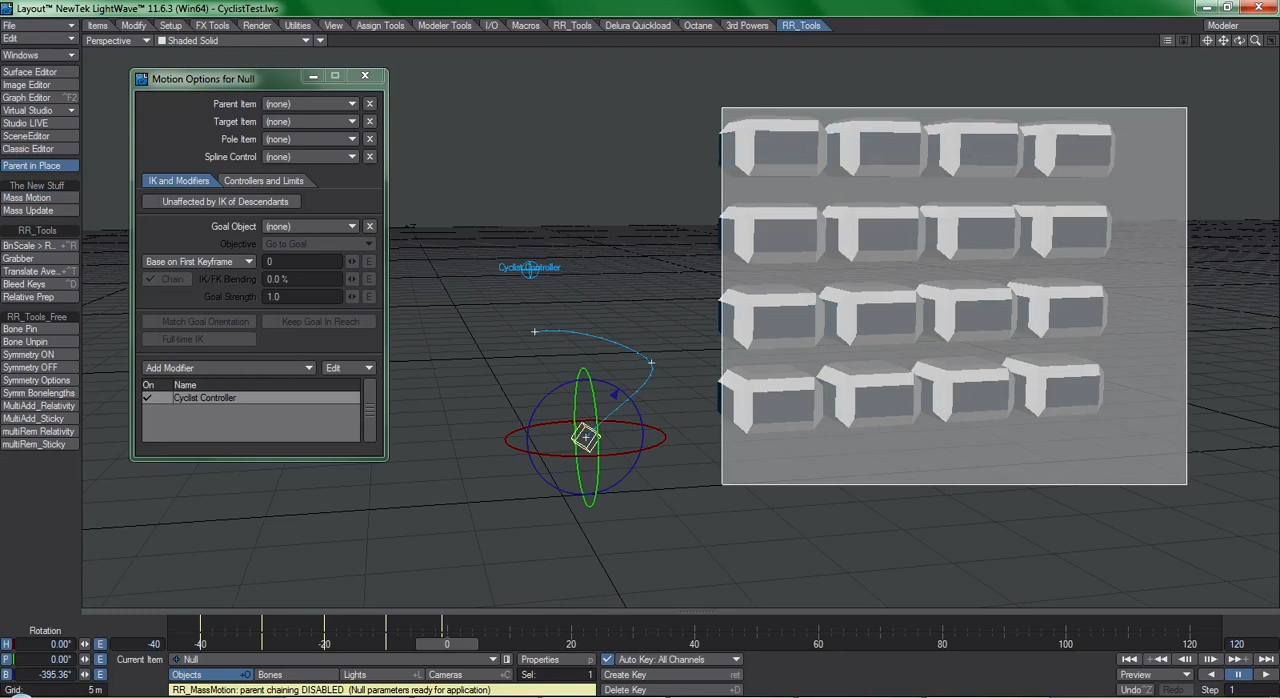 Layout™ NewTek LightWave™ 11.6.3 (Win64) - CyclistTest.lws
File
Items Modify Setup FX Tools Render Utilities Assign Tools Modeler Tools I/O Macros RR_Tools Delura Quickload Octane 3rd Powers RR_Tools Modeler
Edit
Perspective Shaded Solid
Windows
Surface Editor
Image Editor
Graph Editor ^F2
Virtual Studio
Studio LIVE
SceneEditor
Classic Editor
Parent in Place
The New Stuff
Mass Motion
Mass Update
RR_Tools
BnScale > R... +^R
Grabber
Translate Ave... ^T
Bleed Keys ^D
Relative Prep
RR_Tools_Free
Bone Pin
Bone Unpin
Symmetry ON
Symmetry OFF
Symmetry Options
Symm Bonelengths
MultiAdd_Relativity
MultiAdd_Sticky
multiRem Relativity
multiRem_Sticky
Motion Options for Null
Parent Item (none) X
Target Item (none) X
Pole Item (none) X
Spline Control (none) X
IK and Modifiers Controllers and Limits
Unaffected by IK of Descendants
Goal Object (none) X
Objective Go to Goal
Base on First Keyframe 0 E
Chain IK/FK Blending 0.0 % E
Goal Strength 1.0 E
Match Goal Orientation Keep Goal In Reach
Full-time IK
Add Modifier Edit
On Name
Cyclist Controller
Cyclist Controller
Rotation
H 0.00° E -40 -40 -20 0 20 40 60 80 100 120 120
P 0.00° E Current Item Null Properties p Auto Key: All Channels
B -395.36° E Objects +O Bones Lights +L Cameras +C Sel: 1 Create Key ret Preview
Grid: 5 m RR_MassMotion: parent chaining DISABLED (Null parameters ready for application) Delete Key +D Undo ^Z Redo Step 1